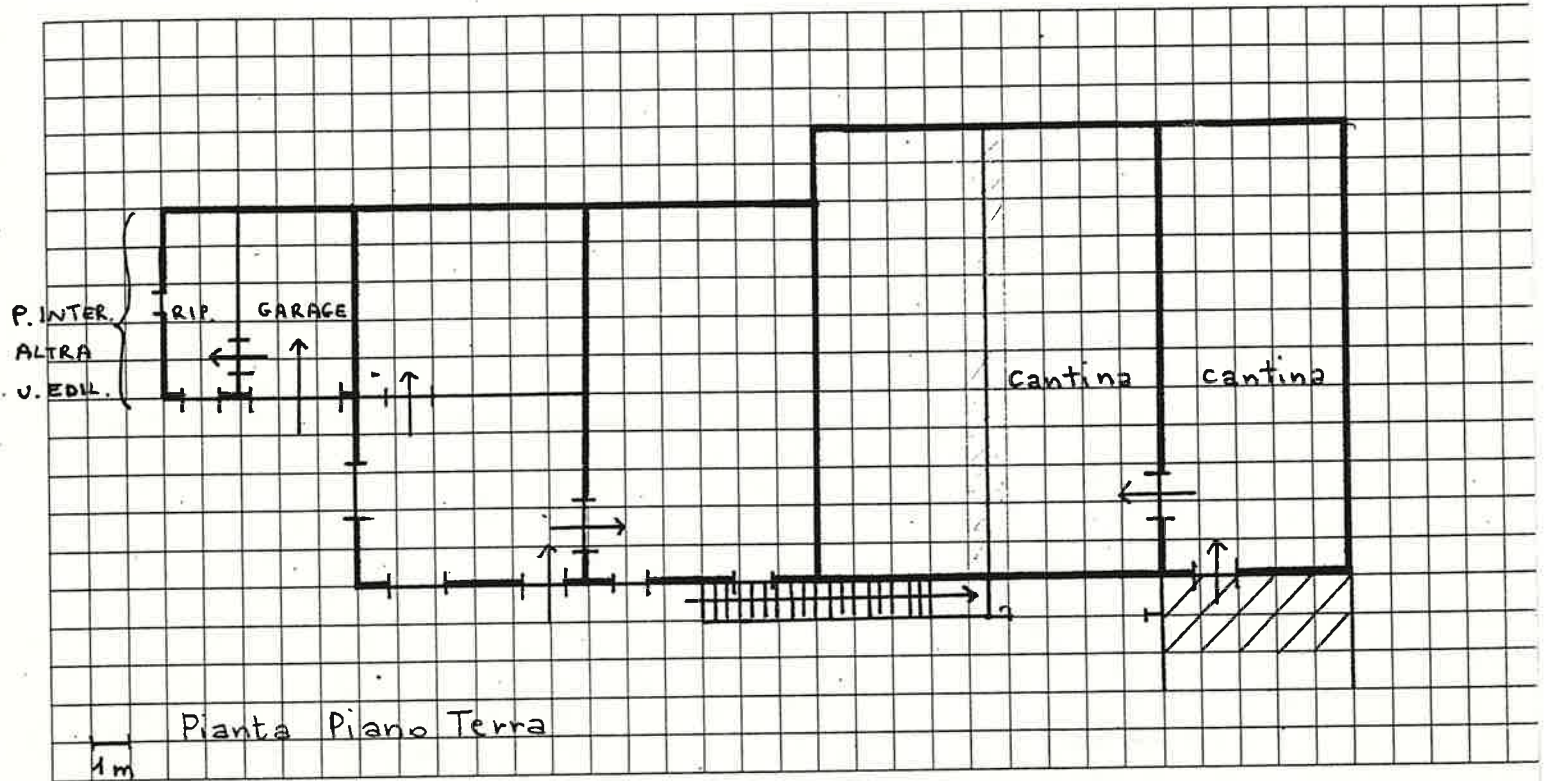 P. INTER.
ALTRA
U. EDIL.
RIP.
GARAGE
cantina
cantina
Pianta Piano Terra
1 m